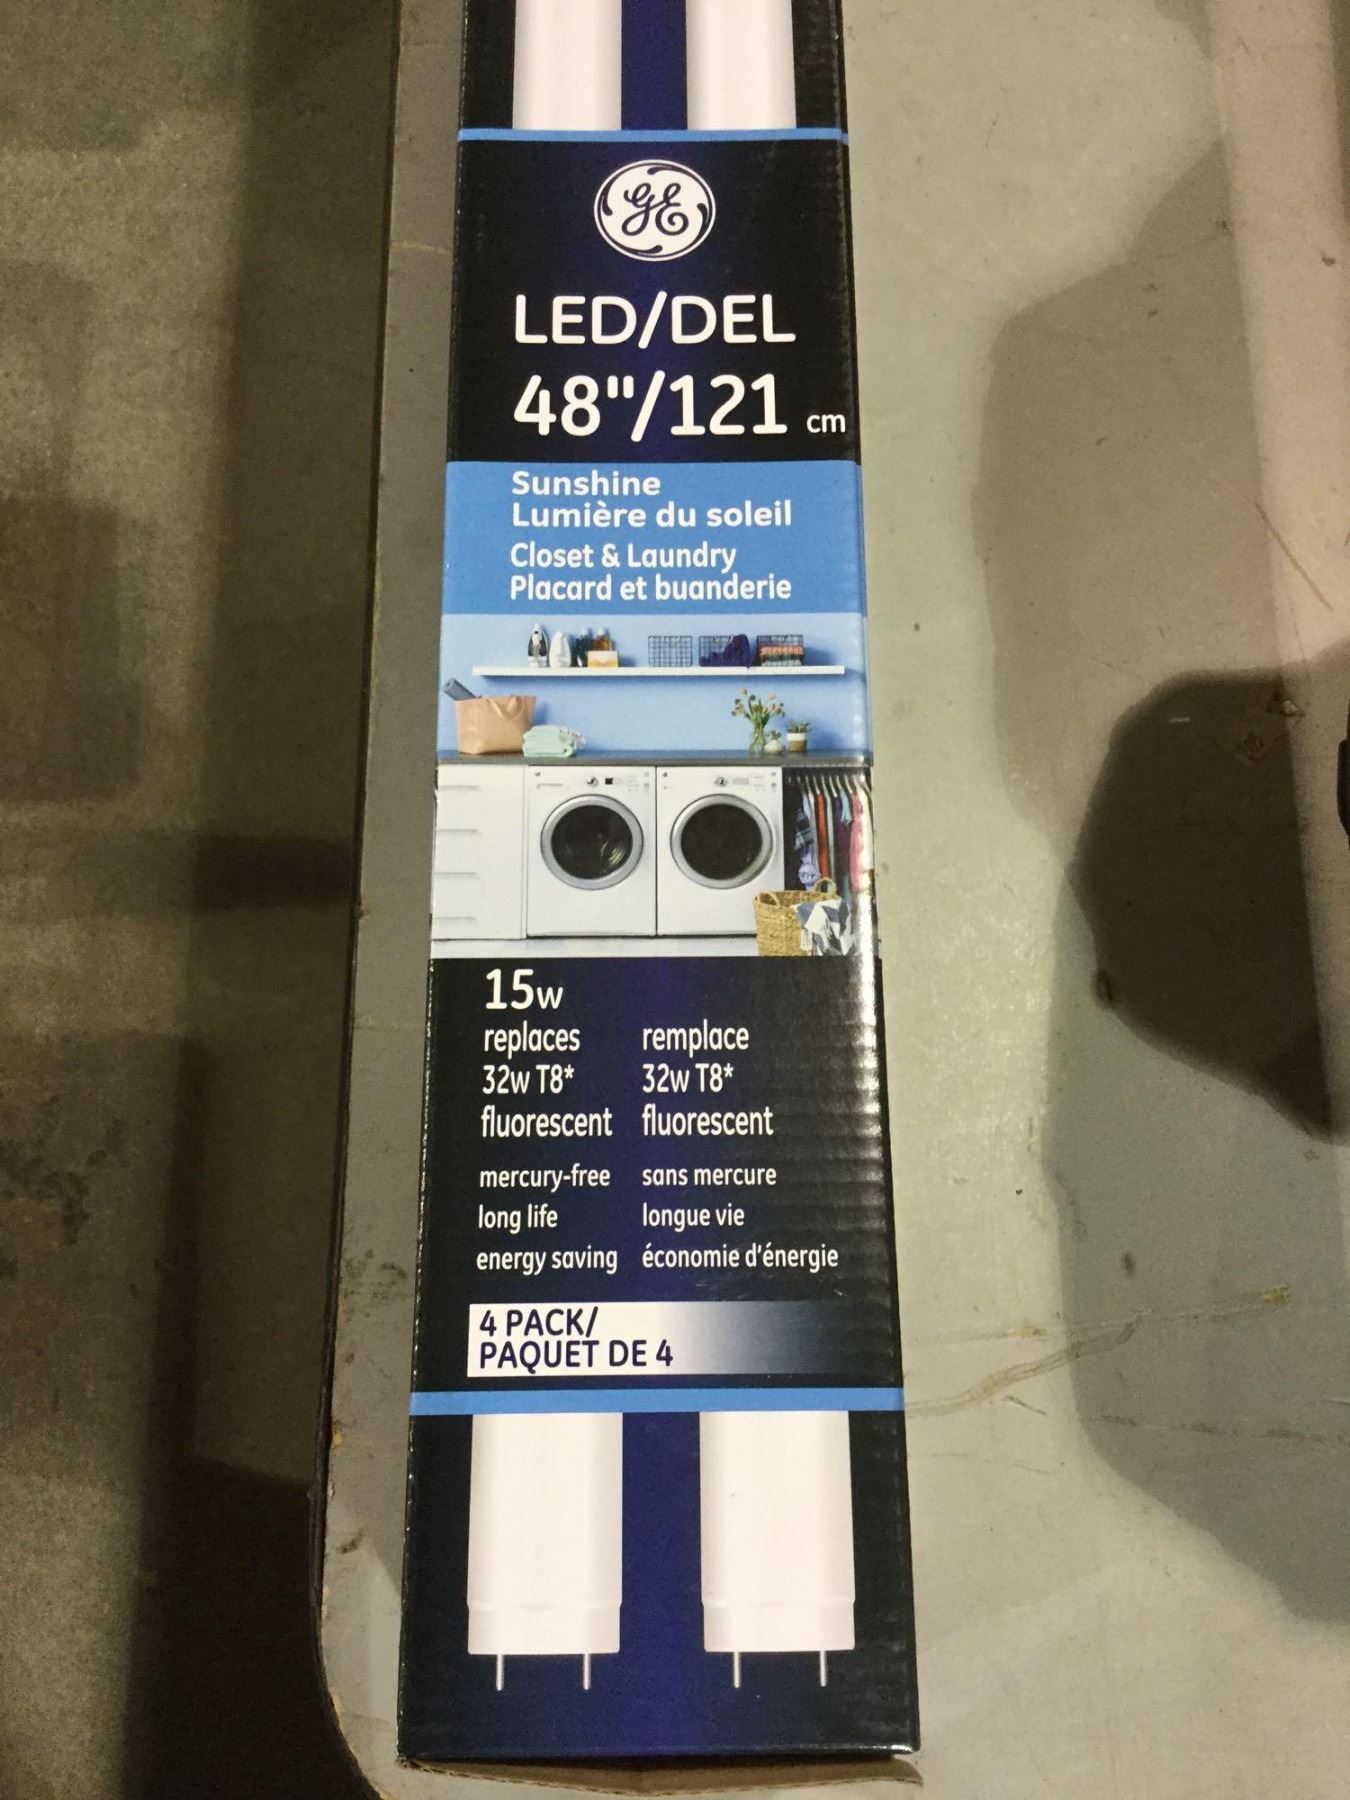 GE
LED/DEL
48"/121 cm
Sunshine
Lumière du soleil
Closet & Laundry
Placard et buanderie
15w
replaces
32w T8*
fluorescent
remplace
32w T8*
fluorescent
mercury-free
long life
energy saving
sans mercure
longue vie
économie d'énergie
4 PACK/
PAQUET DE 4